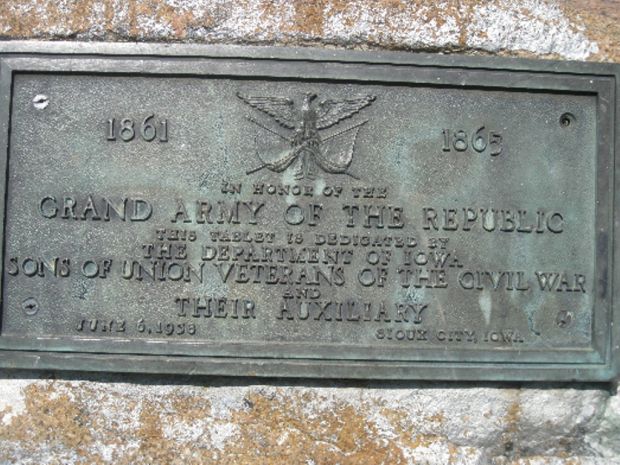 1861 1865
IN HONOR OF THE
GRAND ARMY OF THE REPUBLIC
THIS TABLET IS DEDICATED BY
THE DEPARTMENT OF IOWA
SONS OF UNION VETERANS OF THE CIVIL WAR
AND
THEIR AUXILIARY
JUNE 6, 1938 SIOUX CITY, IOWA